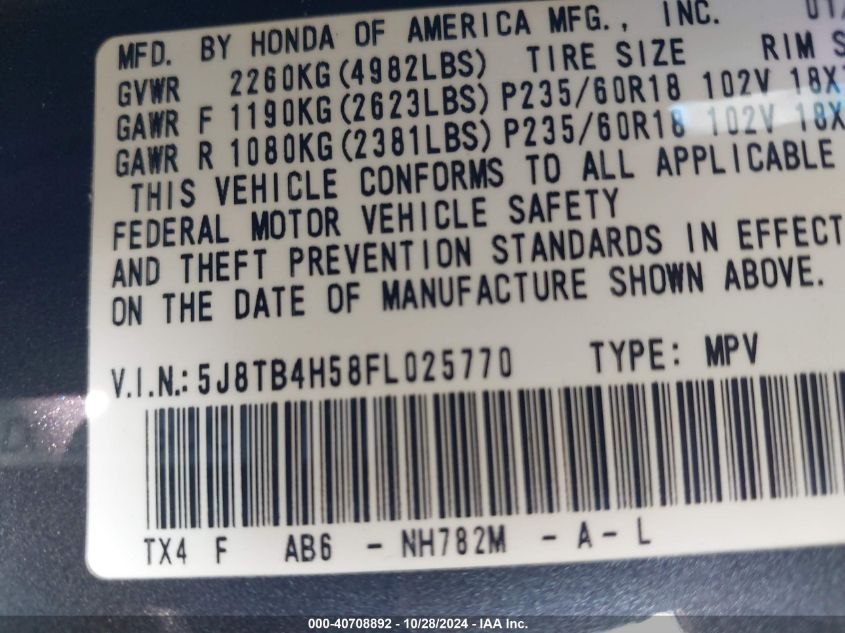 MFD. BY HONDA OF AMERICA MFG., INC.
GVWR 2260KG(4982LBS) TIRE SIZE RIM S
GAWR F 1190KG(2623LBS) P235/60R18 102V 18X
GAWR R 1080KG(2381LBS) P235/60R18 102V 18X
THIS VEHICLE CONFORMS TO ALL APPLICABLE
FEDERAL MOTOR VEHICLE SAFETY
AND THEFT PREVENTION STANDARDS IN EFFECT
ON THE DATE OF MANUFACTURE SHOWN ABOVE.
V.I.N.: 5J8TB4H58FL025770 TYPE: MPV
TX4 F AB6 - NH782M - A - L
000-40708892 - 10/28/2024 - IAA Inc.